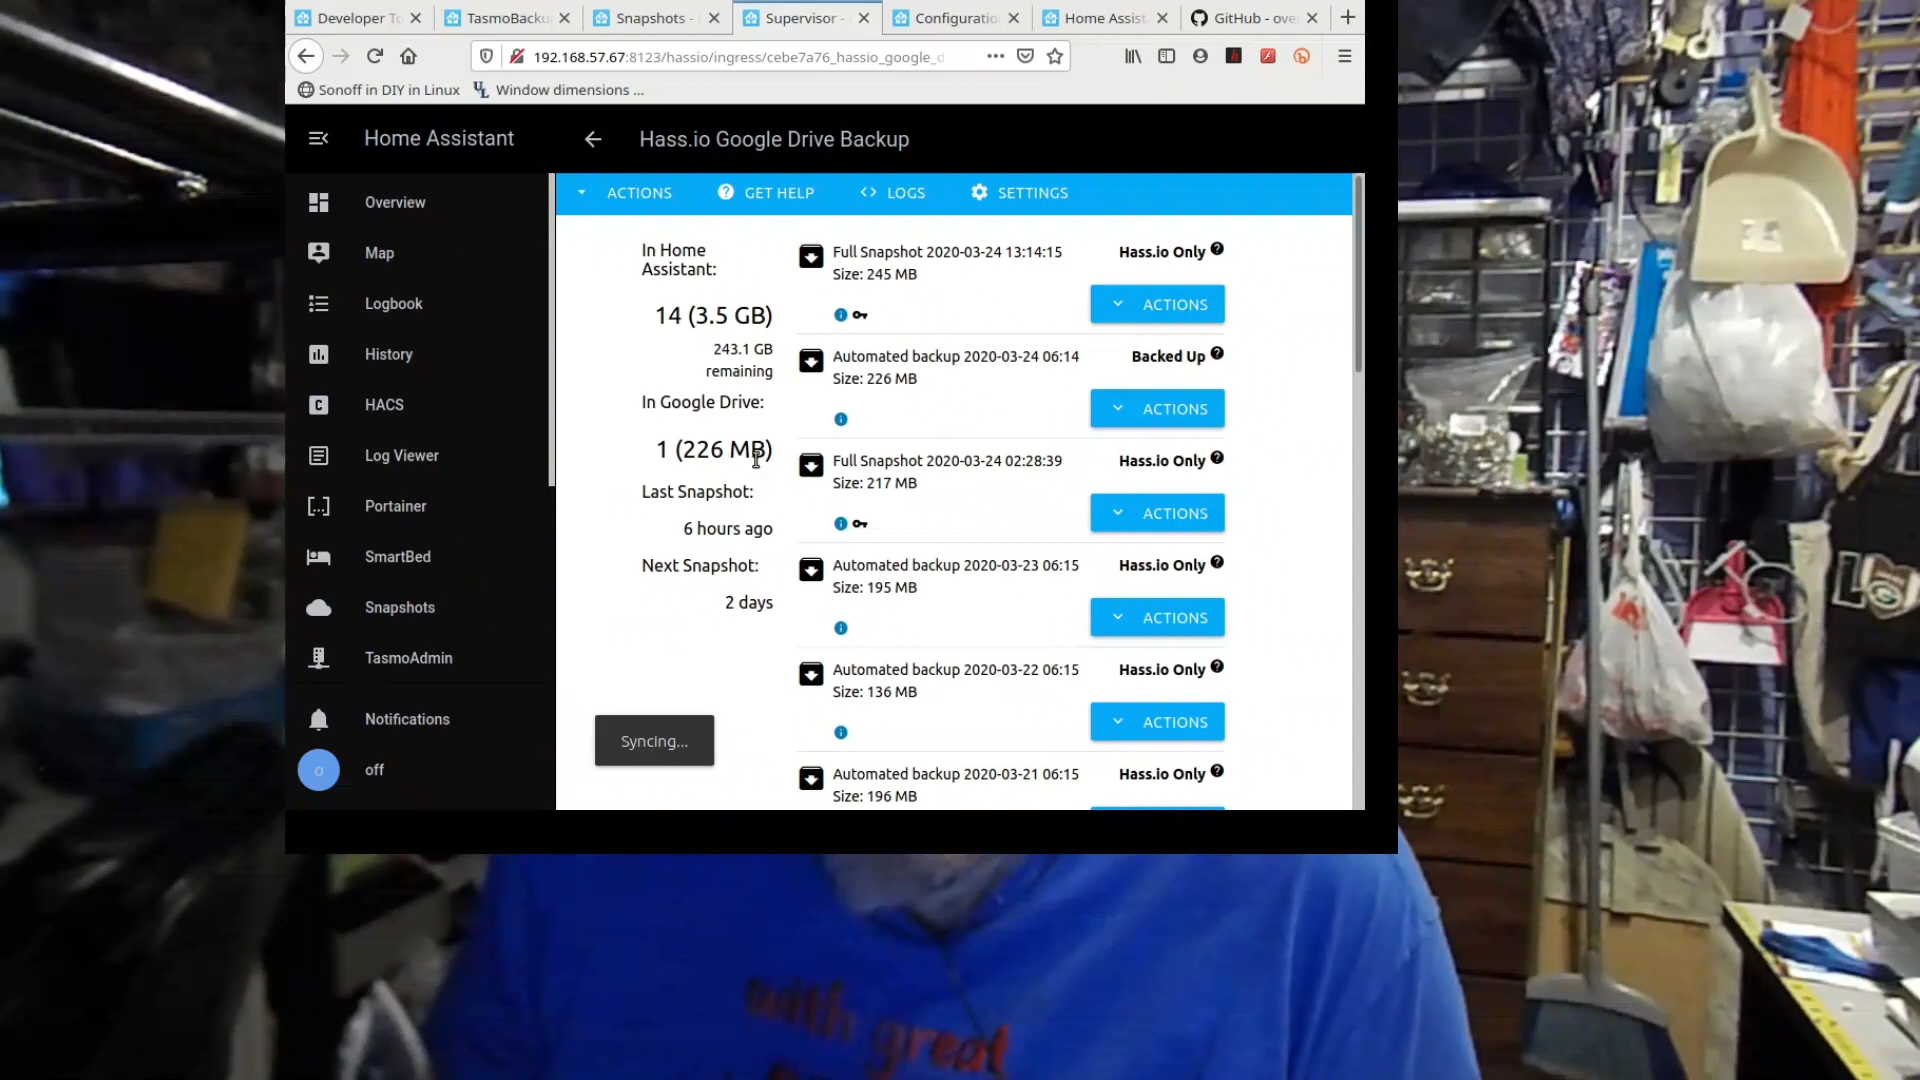 Developer To
TasmoBacku
Snapshots -
Supervisor -
Configuratio
Home Assist
GitHub - ove
192.168.57.67:8123/hassio/ingress/cebe7a76_hassio_google_d
Sonoff in DIY in Linux
Window dimensions ...
Home Assistant
Hass.io Google Drive Backup
ACTIONS
GET HELP
LOGS
SETTINGS
Overview
Map
Logbook
History
HACS
Log Viewer
Portainer
SmartBed
Snapshots
TasmoAdmin
Notifications
o
off
In Home
Assistant:
14 (3.5 GB)
243.1 GB
remaining
In Google Drive:
1 (226 MB)
Last Snapshot:
6 hours ago
Next Snapshot:
2 days
Syncing...
Full Snapshot 2020-03-24 13:14:15
Hass.io Only
Size: 245 MB
ACTIONS
Automated backup 2020-03-24 06:14
Backed Up
Size: 226 MB
ACTIONS
Full Snapshot 2020-03-24 02:28:39
Hass.io Only
Size: 217 MB
ACTIONS
Automated backup 2020-03-23 06:15
Hass.io Only
Size: 195 MB
ACTIONS
Automated backup 2020-03-22 06:15
Hass.io Only
Size: 136 MB
ACTIONS
Automated backup 2020-03-21 06:15
Hass.io Only
Size: 196 MB
with great